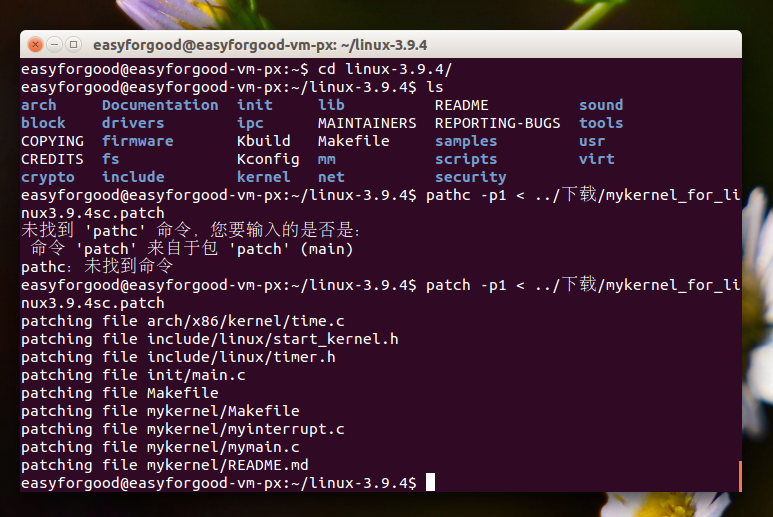 easyforgood@easyforgood-vm-px: ~/linux-3.9.4
easyforgood@easyforgood-vm-px:~$ cd linux-3.9.4/
easyforgood@easyforgood-vm-px:~/linux-3.9.4$ ls
arch     Documentation  init     lib          README          sound
block    drivers        ipc      MAINTAINERS  REPORTING-BUGS  tools
COPYING  firmware       Kbuild   Makefile     samples         usr
CREDITS  fs             Kconfig  mm           scripts         virt
crypto   include        kernel   net          security
easyforgood@easyforgood-vm-px:~/linux-3.9.4$ pathc -p1 < ../下载/mykernel_for_li
nux3.9.4sc.patch
未找到 'pathc' 命令，您要输入的是否是：
 命令 'patch' 来自于包 'patch' (main)
pathc：未找到命令
easyforgood@easyforgood-vm-px:~/linux-3.9.4$ patch -p1 < ../下载/mykernel_for_li
nux3.9.4sc.patch
patching file arch/x86/kernel/time.c
patching file include/linux/start_kernel.h
patching file include/linux/timer.h
patching file init/main.c
patching file Makefile
patching file mykernel/Makefile
patching file mykernel/myinterrupt.c
patching file mykernel/mymain.c
patching file mykernel/README.md
easyforgood@easyforgood-vm-px:~/linux-3.9.4$